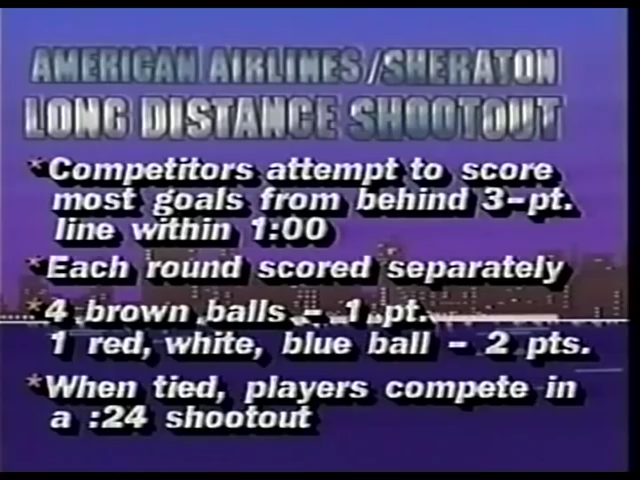 AMERICAN AIRLINES/SHERATON
LONG DISTANCE SHOOTOUT
*Competitors attempt to score
most goals from behind 3-pt.
line within 1:00
*Each round scored separately
*4 brown balls - 1 pt.
1 red, white, blue ball - 2 pts.
*When tied, players compete in
a :24 shootout